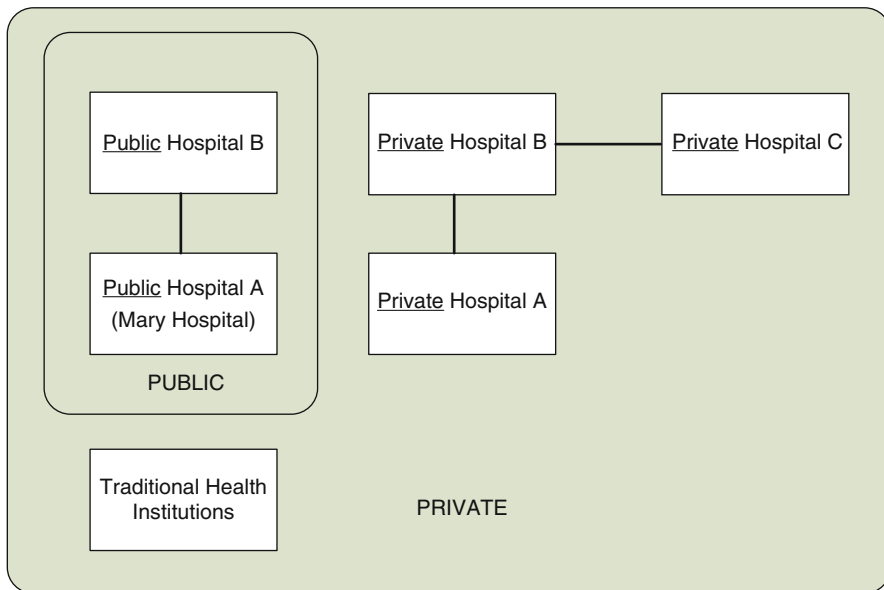 Public Hospital B
Private Hospital B
Private Hospital C
Public Hospital A
(Mary Hospital)
Private Hospital A
PUBLIC
Traditional Health
Institutions
PRIVATE